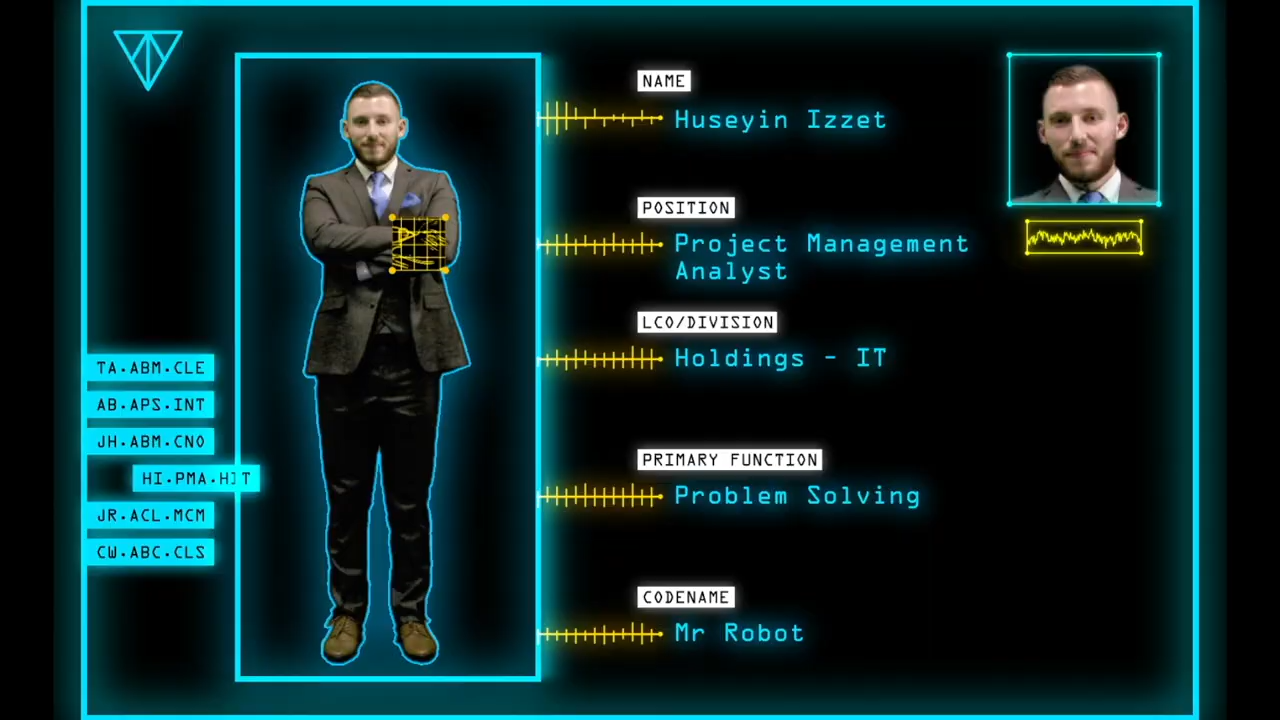 NAME
Huseyin Izzet
POSITION
Project Management
Analyst
LCO/DIVISION
Holdings - IT
PRIMARY FUNCTION
Problem Solving
CODENAME
Mr Robot
TA.ABM.CLE
AB.APS.INT
JH.ABM.CNO
HI.PMA.HIT
JR.ACL.MCM
CW.ABC.CLS